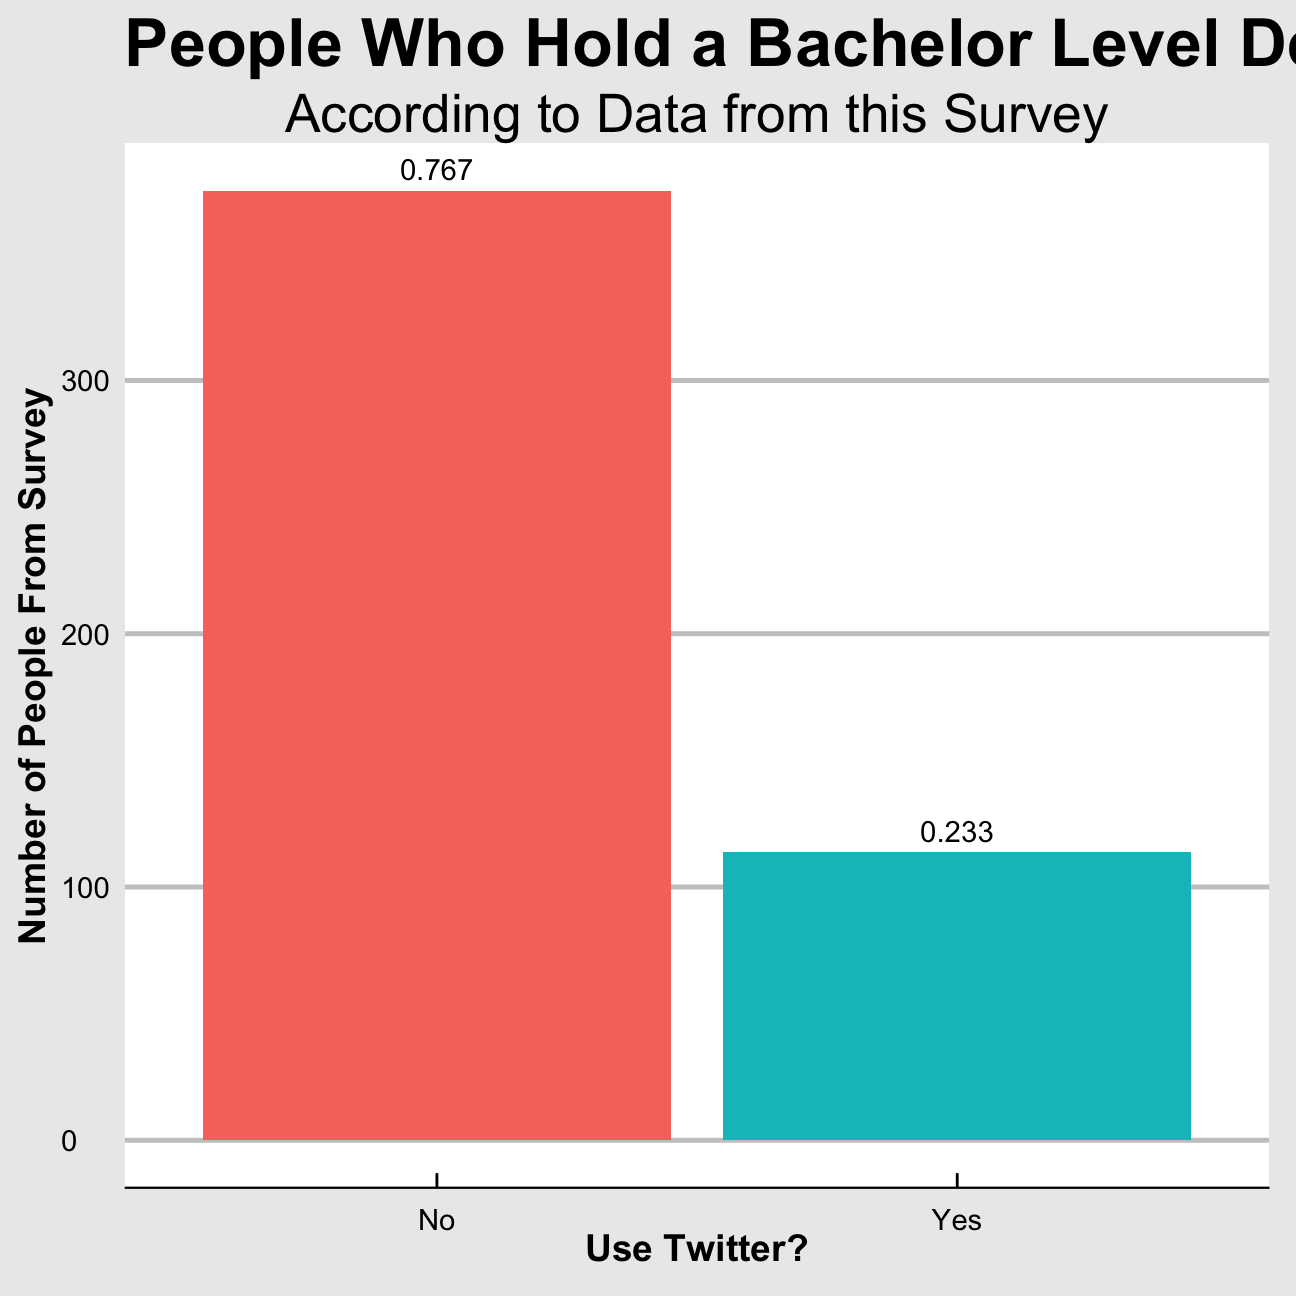 People Who Hold a Bachelor Level
According to Data from this Survey
0.767
300
200
100
0
0.233
Number of People From Survey
No
Yes
Use Twitter?